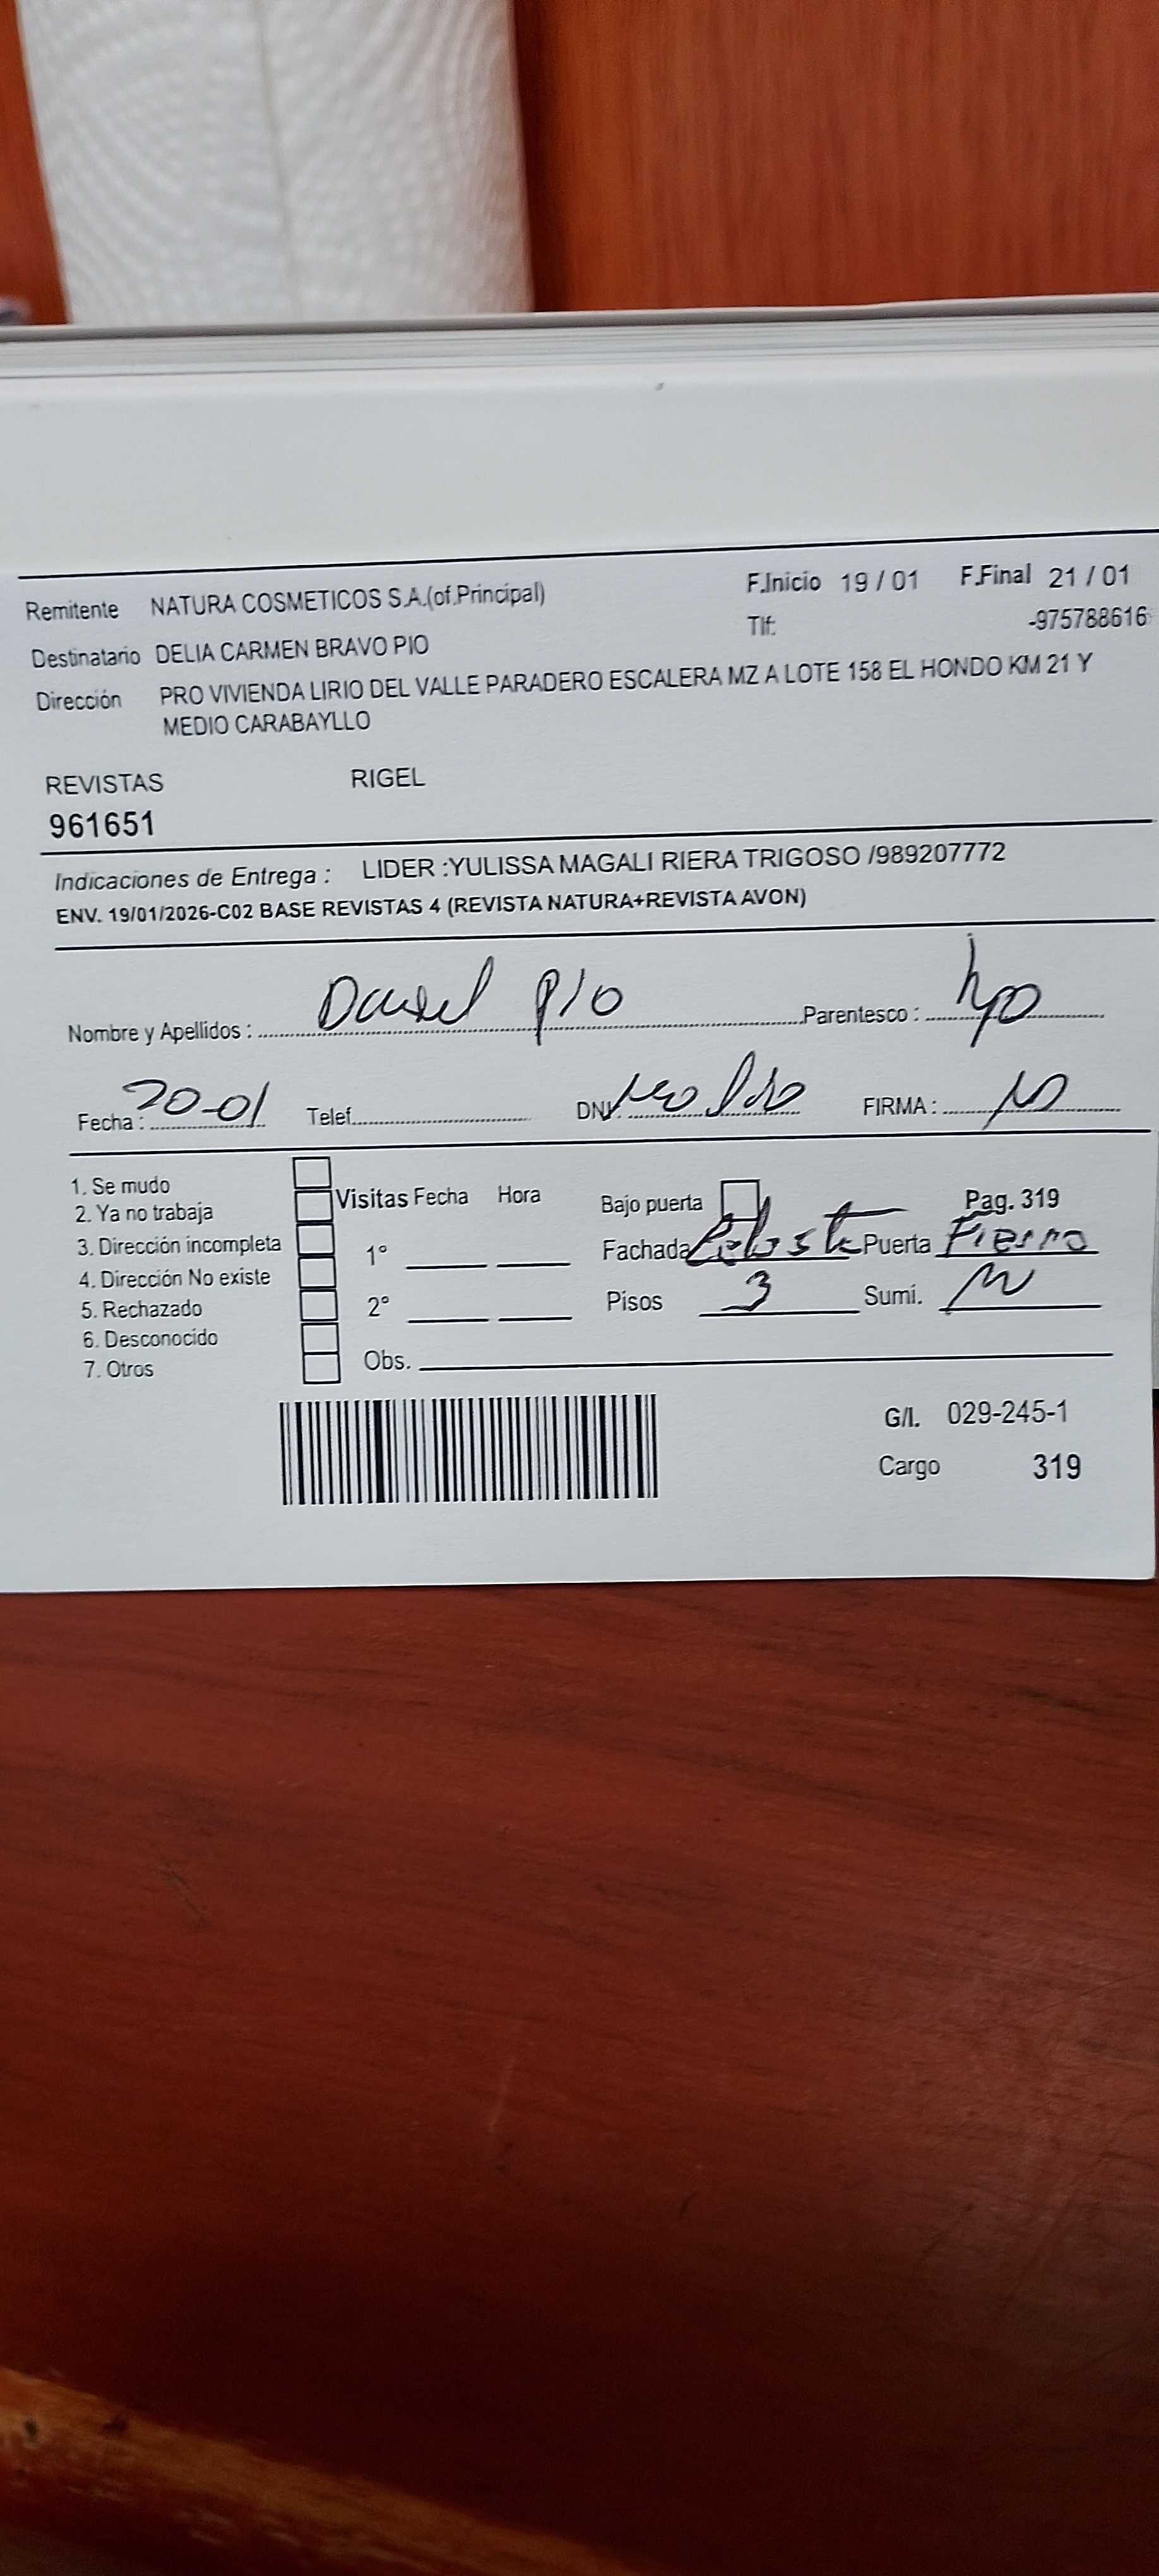 Remitente NATURA COSMETICOS S.A.(of.Principal) F.Inicio 19 / 01 F.Final 21 / 01
Destinatario DELIA CARMEN BRAVO PIO Tlf: -975788616
Dirección PRO VIVIENDA LIRIO DEL VALLE PARADERO ESCALERA MZ A LOTE 158 EL HONDO KM 21 Y
MEDIO CARABAYLLO
REVISTAS RIGEL
961651
Indicaciones de Entrega : LIDER :YULISSA MAGALI RIERA TRIGOSO /989207772
ENV. 19/01/2026-C02 BASE REVISTAS 4 (REVISTA NATURA+REVISTA AVON)
Nombre y Apellidos : Daniel Pio Parentesco : hijo
Fecha : 20-01 Telef. DNI FIRMA :
1. Se mudo
2. Ya no trabaja Visitas Fecha Hora Bajo puerta Pag. 319
3. Dirección incompleta 1° Fachada Celeste Puerta Fierro
4. Dirección No existe
5. Rechazado 2° Pisos 3 Sumi.
6. Desconocido
7. Otros Obs.
G/l. 029-245-1
Cargo 319